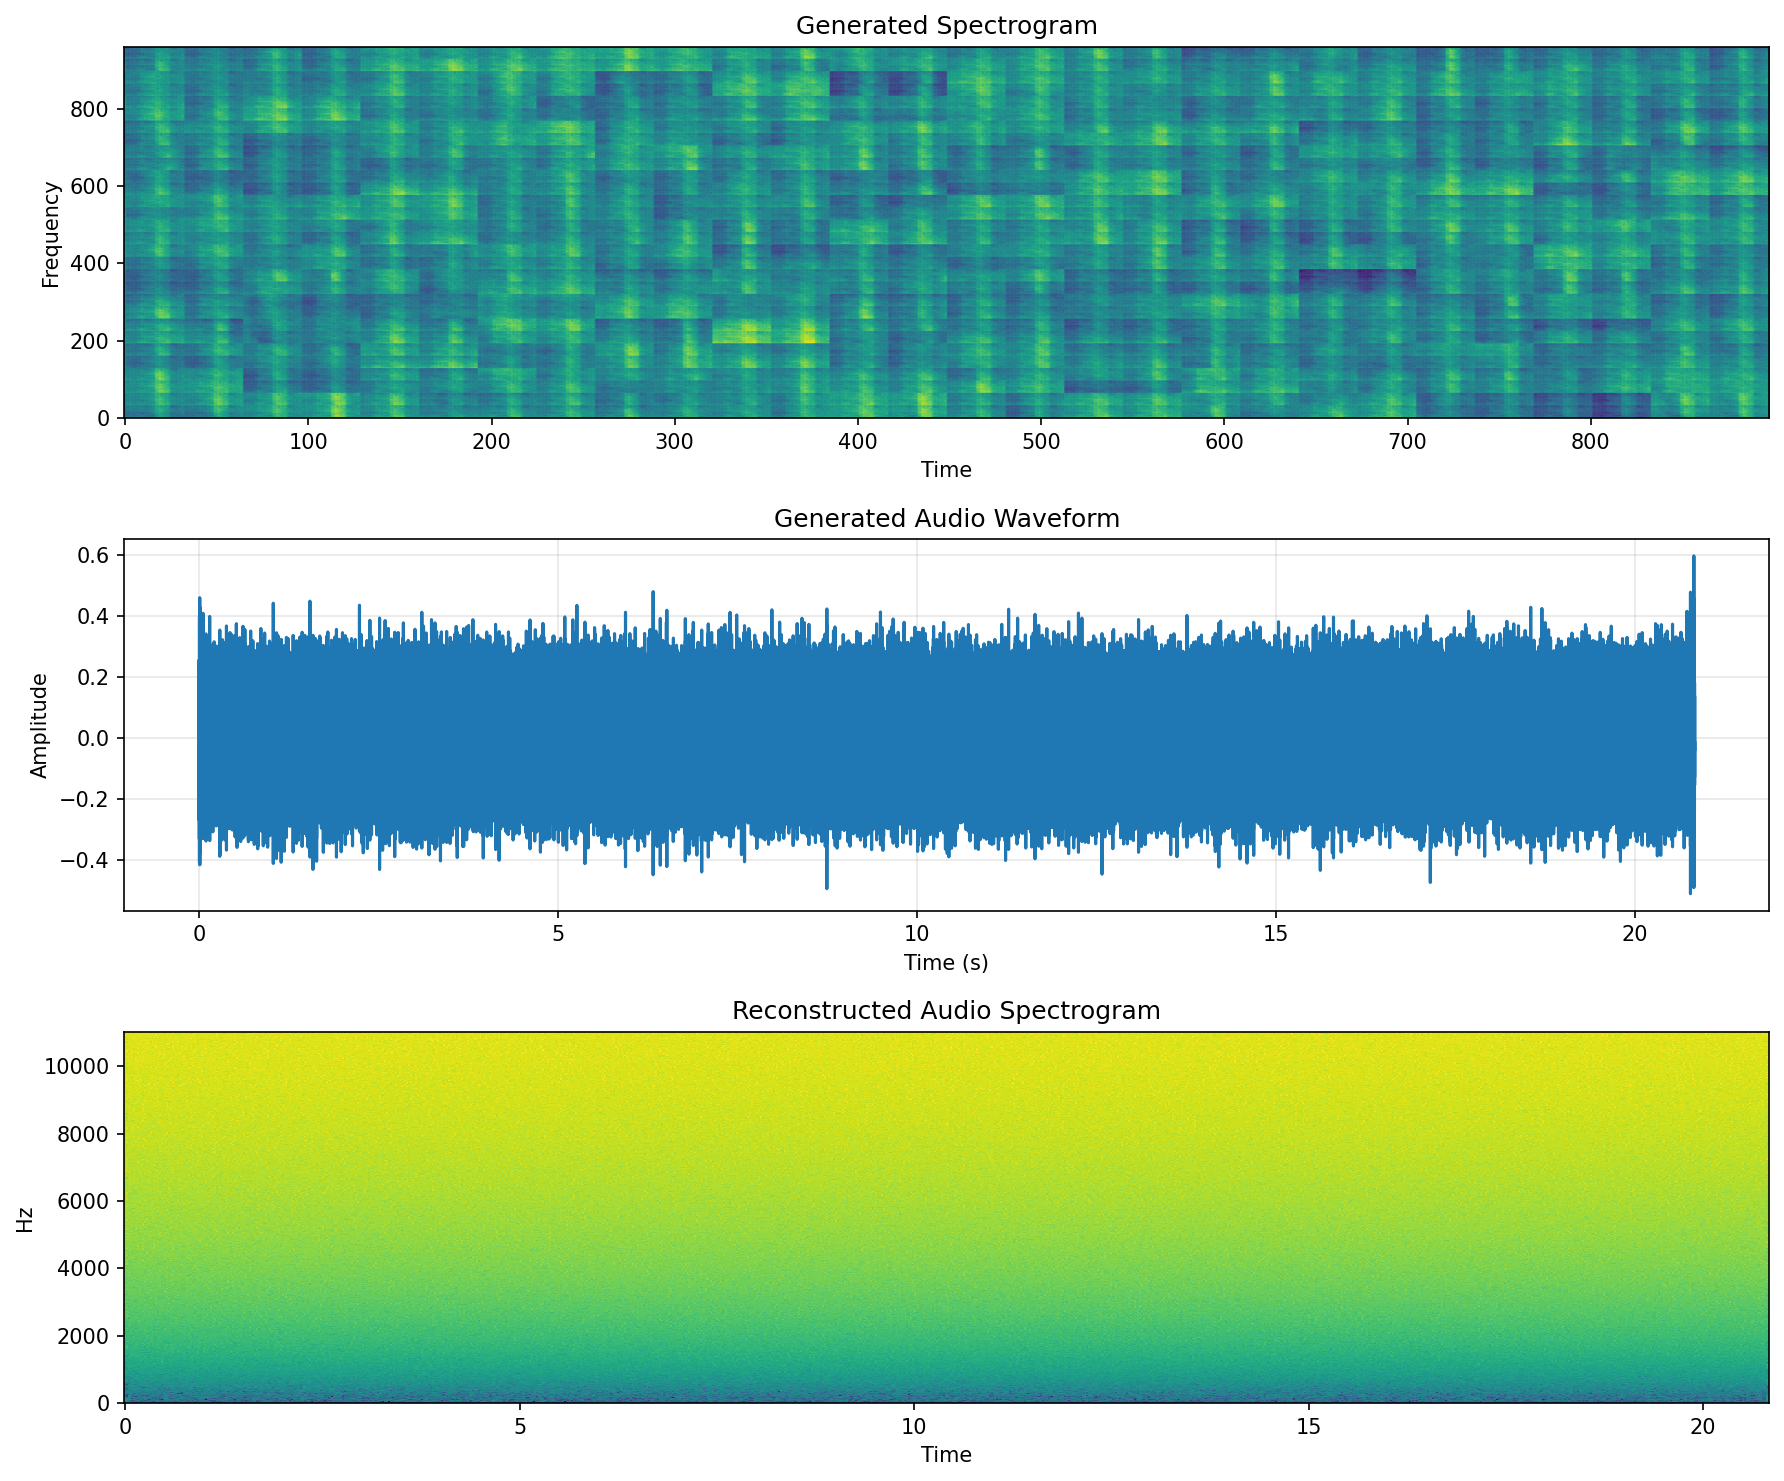 Generated Spectrogram
Frequency
800
600
400
200
0
0 100 200 300 400 500 600 700 800
Time
Generated Audio Waveform
Amplitude
0.6
0.4
0.2
0.0
−0.2
−0.4
0 5 10 15 20
Time (s)
Reconstructed Audio Spectrogram
Hz
10000
8000
6000
4000
2000
0
0 5 10 15 20
Time